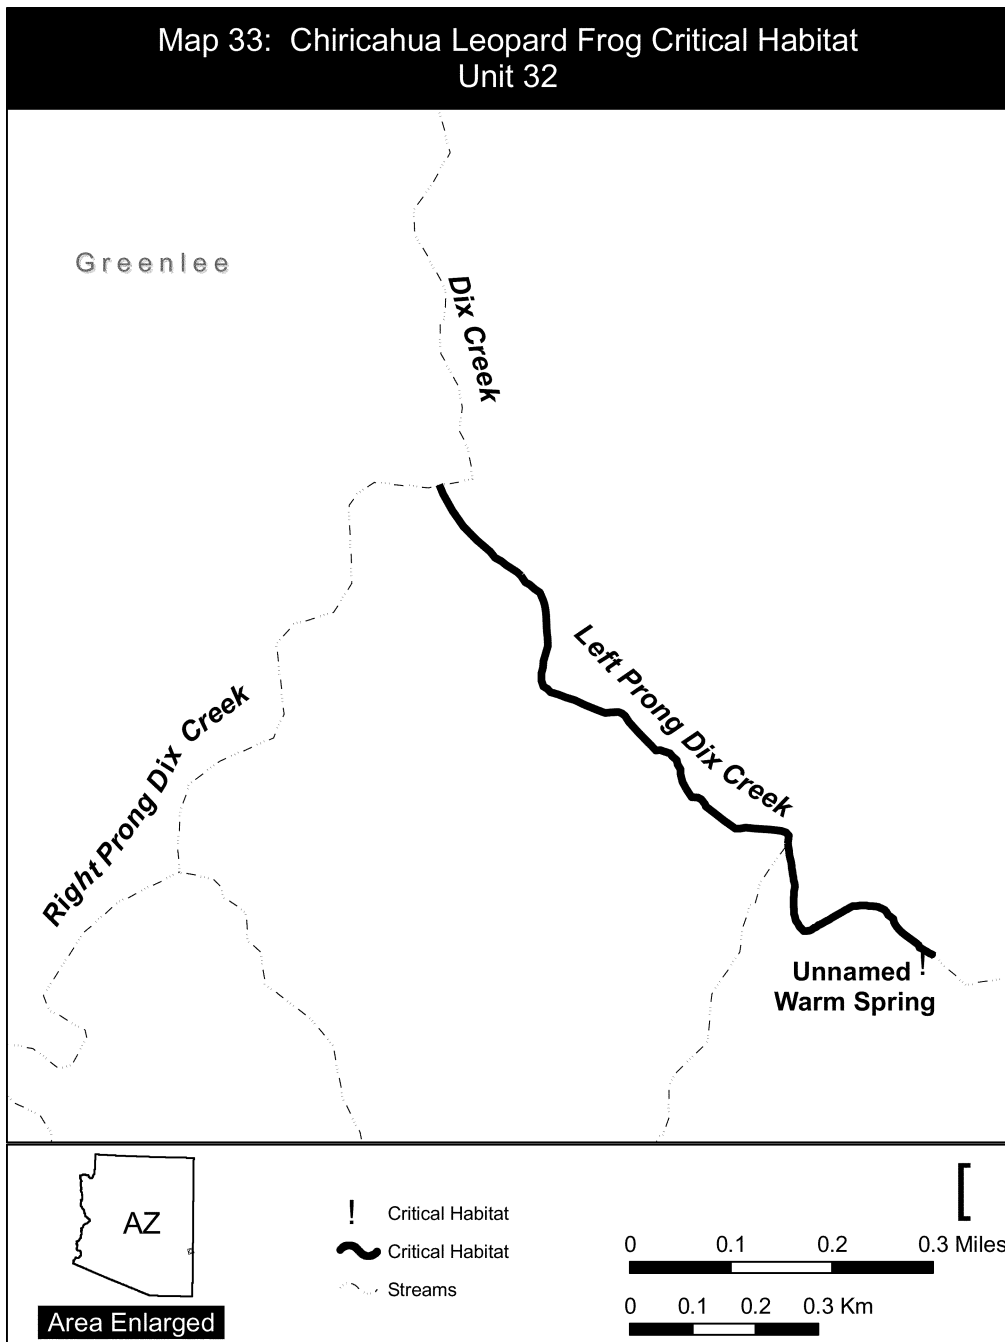 Map 33: Chiricahua Leopard Frog Critical Habitat
Unit 32
Greenlee
Dix Creek
Left Prong Dix Creek
Right Prong Dix Creek
Unnamed !
Warm Spring
AZ
Area Enlarged
! Critical Habitat
Critical Habitat
Streams
[
0 0.1 0.2 0.3 Miles
0 0.1 0.2 0.3 Km